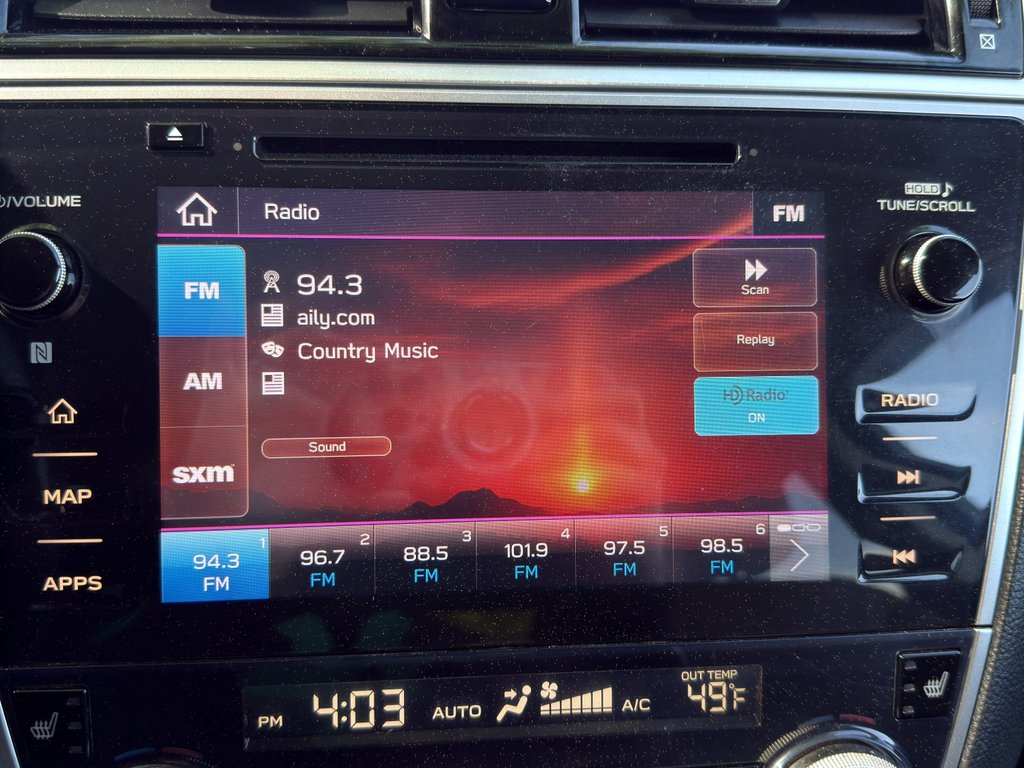 /VOLUME
HOLD
TUNE/SCROLL
Radio
FM
FM
94.3
Scan
aily.com
Replay
Country Music
AM
HD Radio
ON
RADIO
Sound
sxm
MAP
94.3 1
FM
96.7 2
FM
88.5 3
FM
101.9 4
FM
97.5 5
FM
98.5 6
FM
APPS
PM 4:03
AUTO
A/C
OUT TEMP
49°F